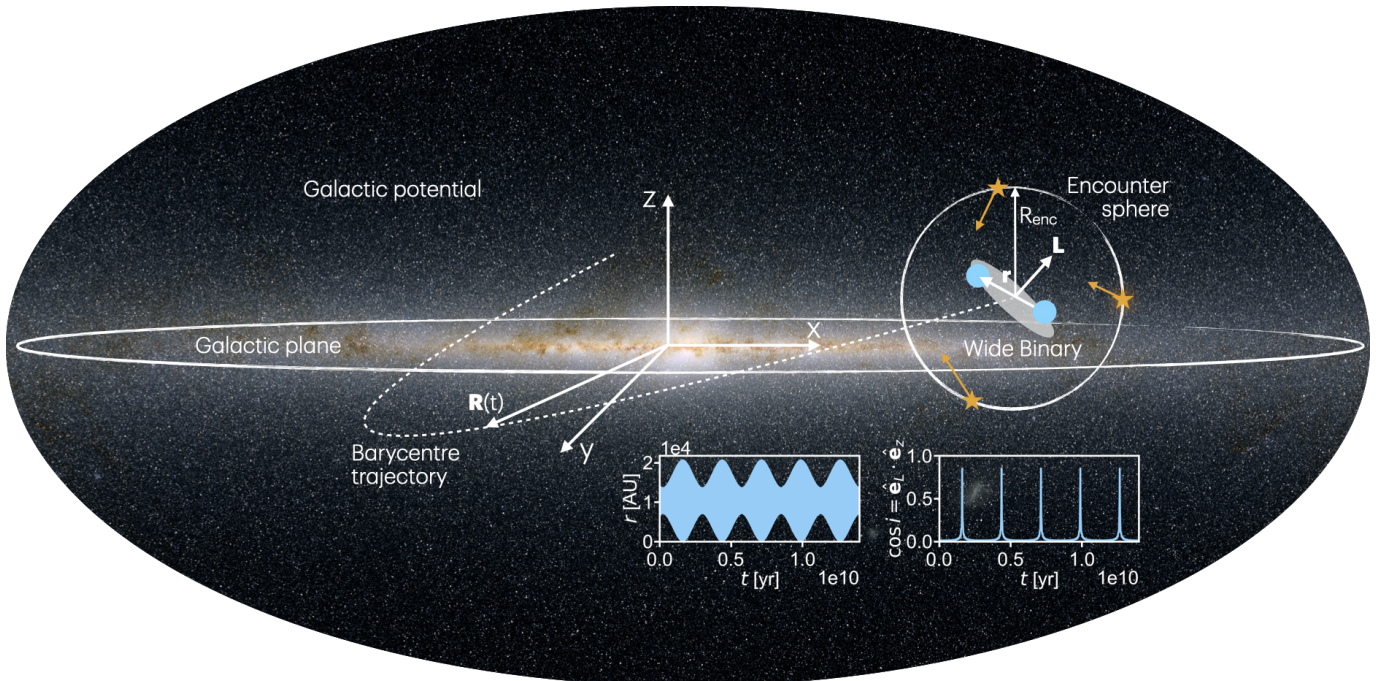 Galactic potential
Z
Encounter
sphere
R_enc
L
r
X
Galactic plane
Wide Binary
R(t)
y
Barycentre
trajectory
1e4
2
1
0
r [AU]
0.0
0.5
1.0
t [yr]
1e10
cos i = ê_L · ê_z
1.0
0.5
0.0
0.0
0.5
1.0
t [yr]
1e10